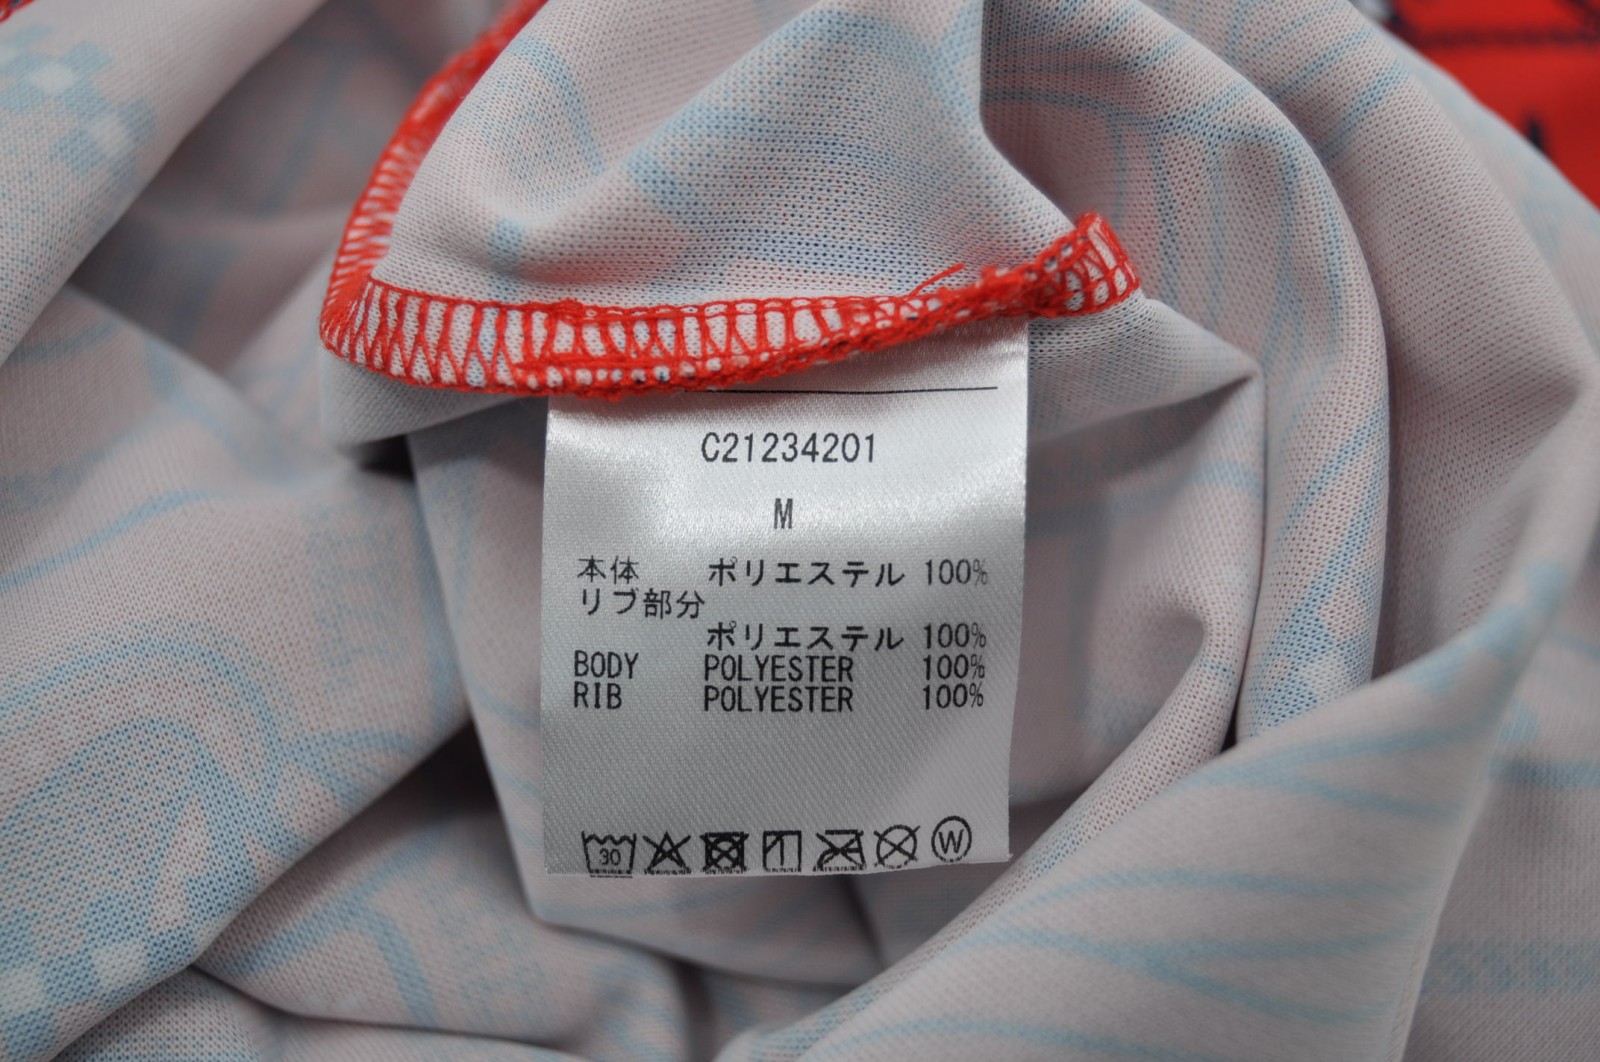 C21234201
M
本体 ポリエステル 100%
リブ部分
ポリエステル 100%
BODY POLYESTER 100%
RIB POLYESTER 100%
30 W